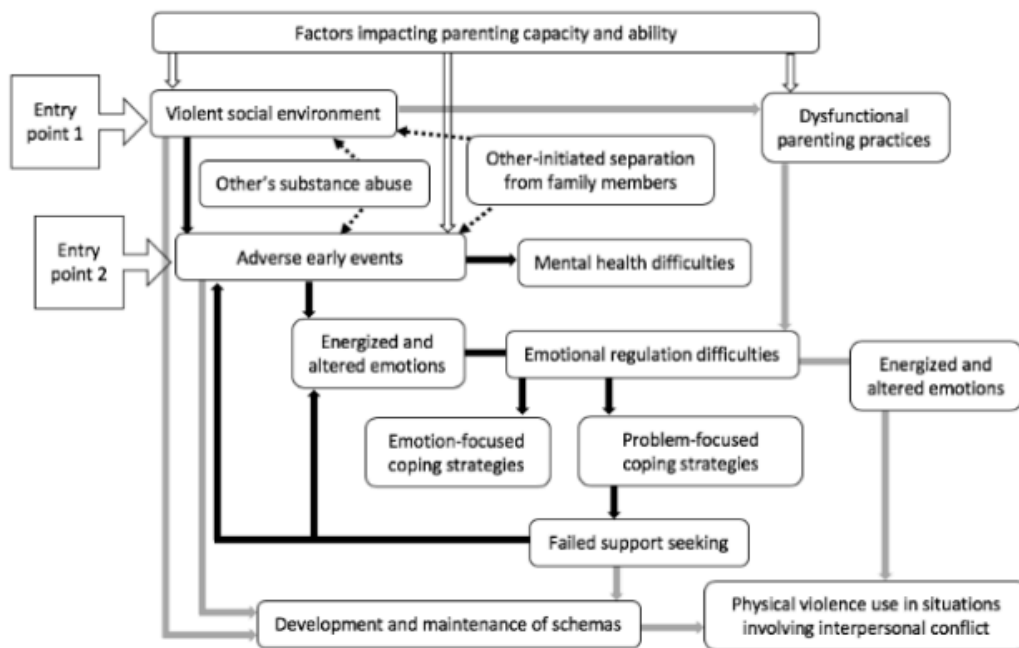 Factors impacting parenting capacity and ability
Entry
point 1
Violent social environment
Dysfunctional
parenting practices
Other's substance abuse
Other-initiated separation
from family members
Entry
point 2
Adverse early events
Mental health difficulties
Energized and
altered emotions
Emotional regulation difficulties
Energized and
altered emotions
Emotion-focused
coping strategies
Problem-focused
coping strategies
Failed support seeking
Development and maintenance of schemas
Physical violence use in situations
involving interpersonal conflict